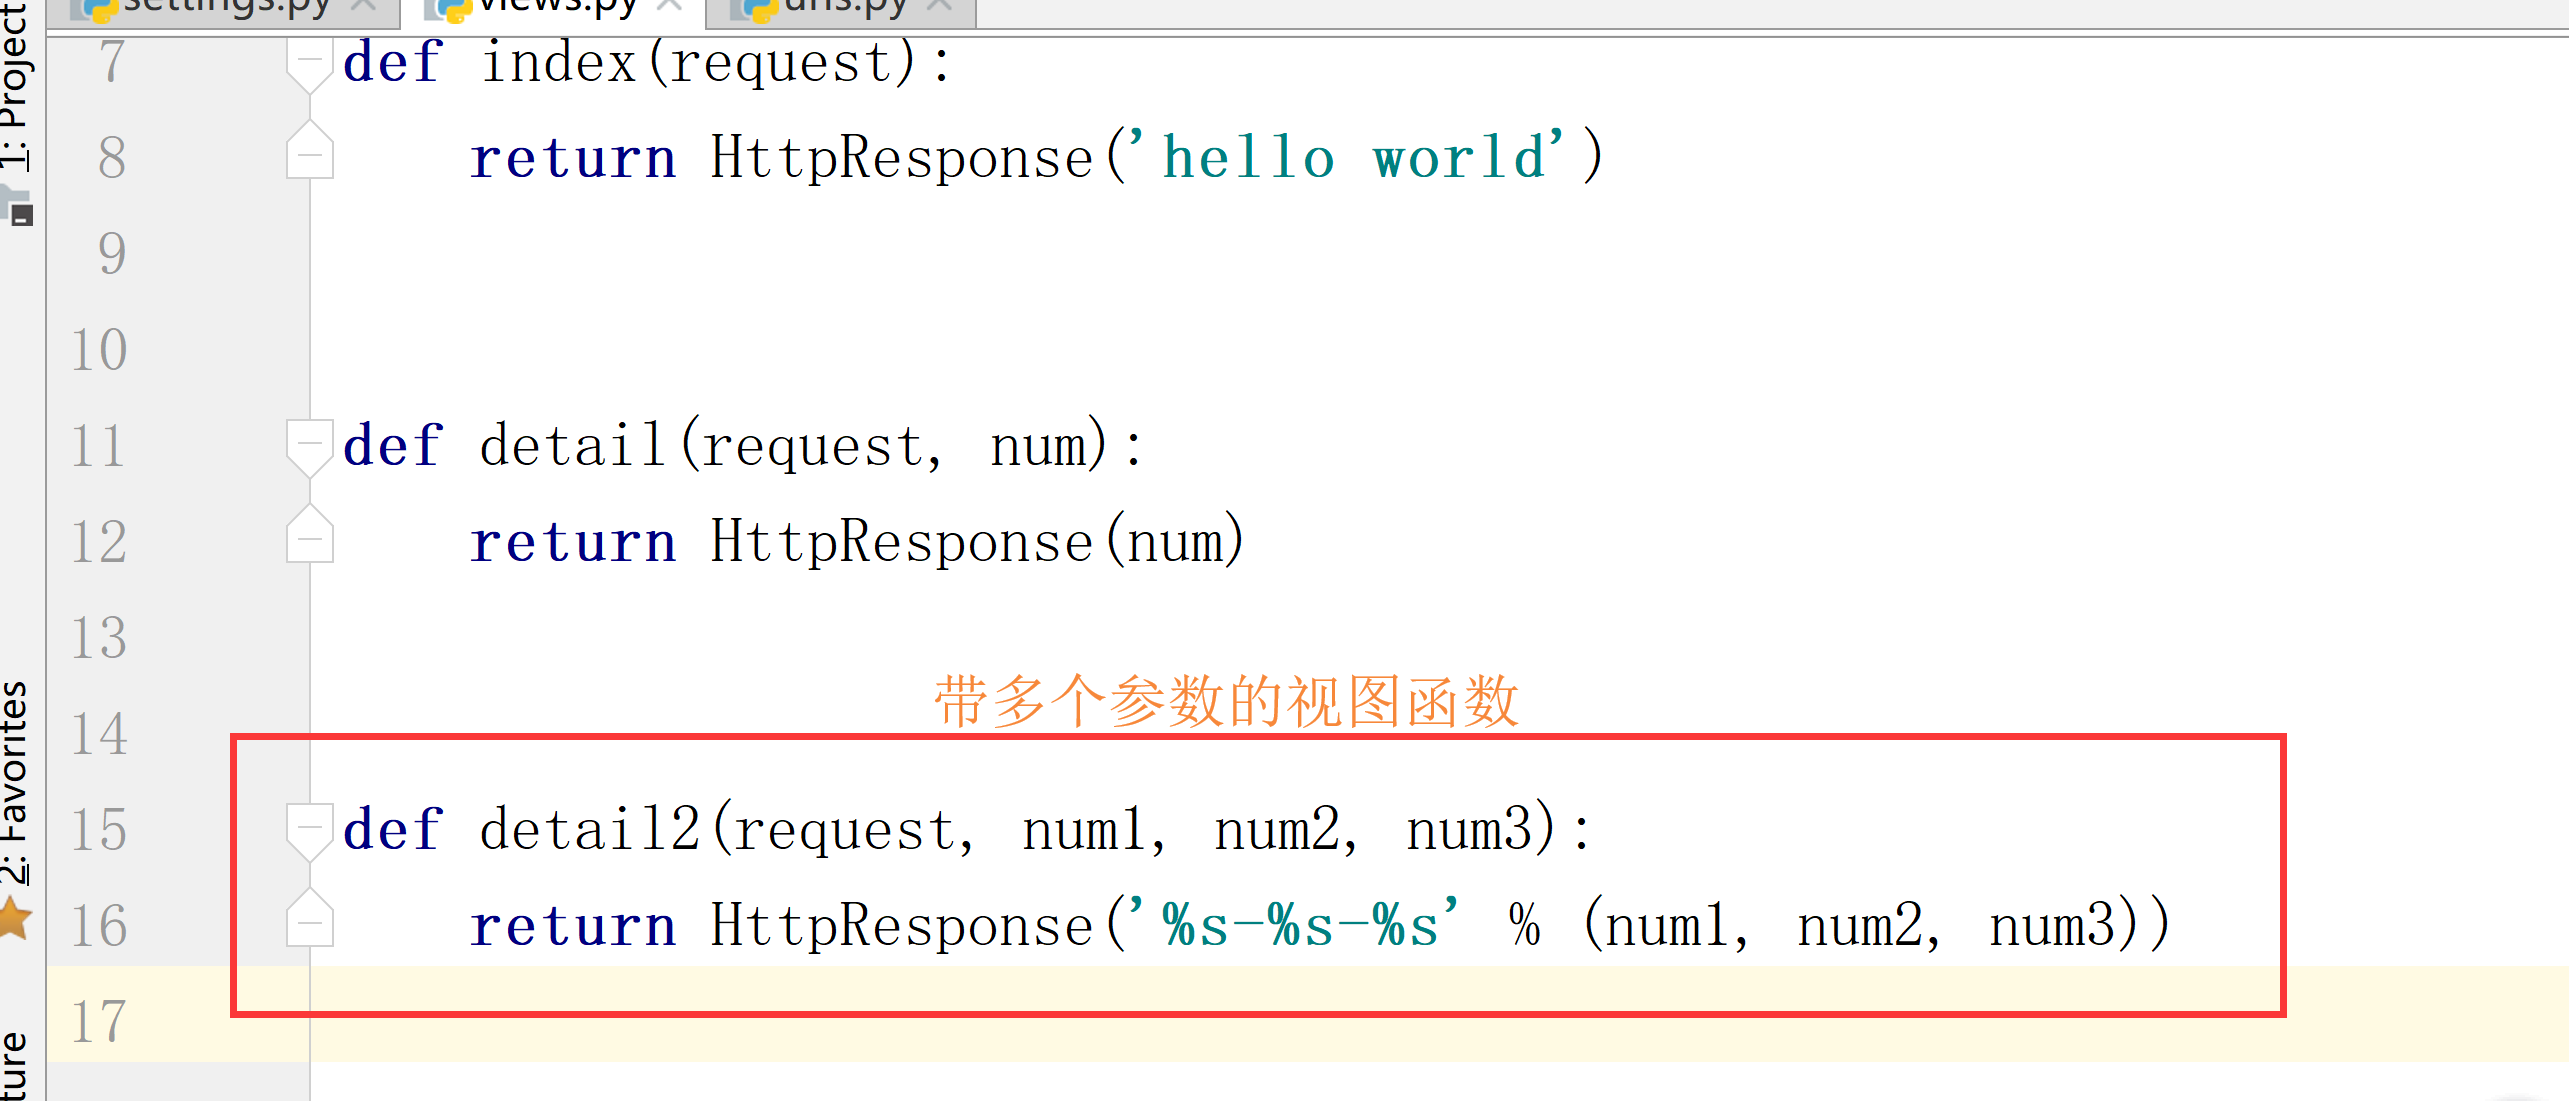 settings.py
views.py
urls.py
1: Project
2: Favorites
7 def index(request):
8     return HttpResponse('hello world')
9
10
11 def detail(request, num):
12     return HttpResponse(num)
13
带多个参数的视图函数
14
15 def detail2(request, num1, num2, num3):
16     return HttpResponse('%s-%s-%s' % (num1, num2, num3))
17
ture